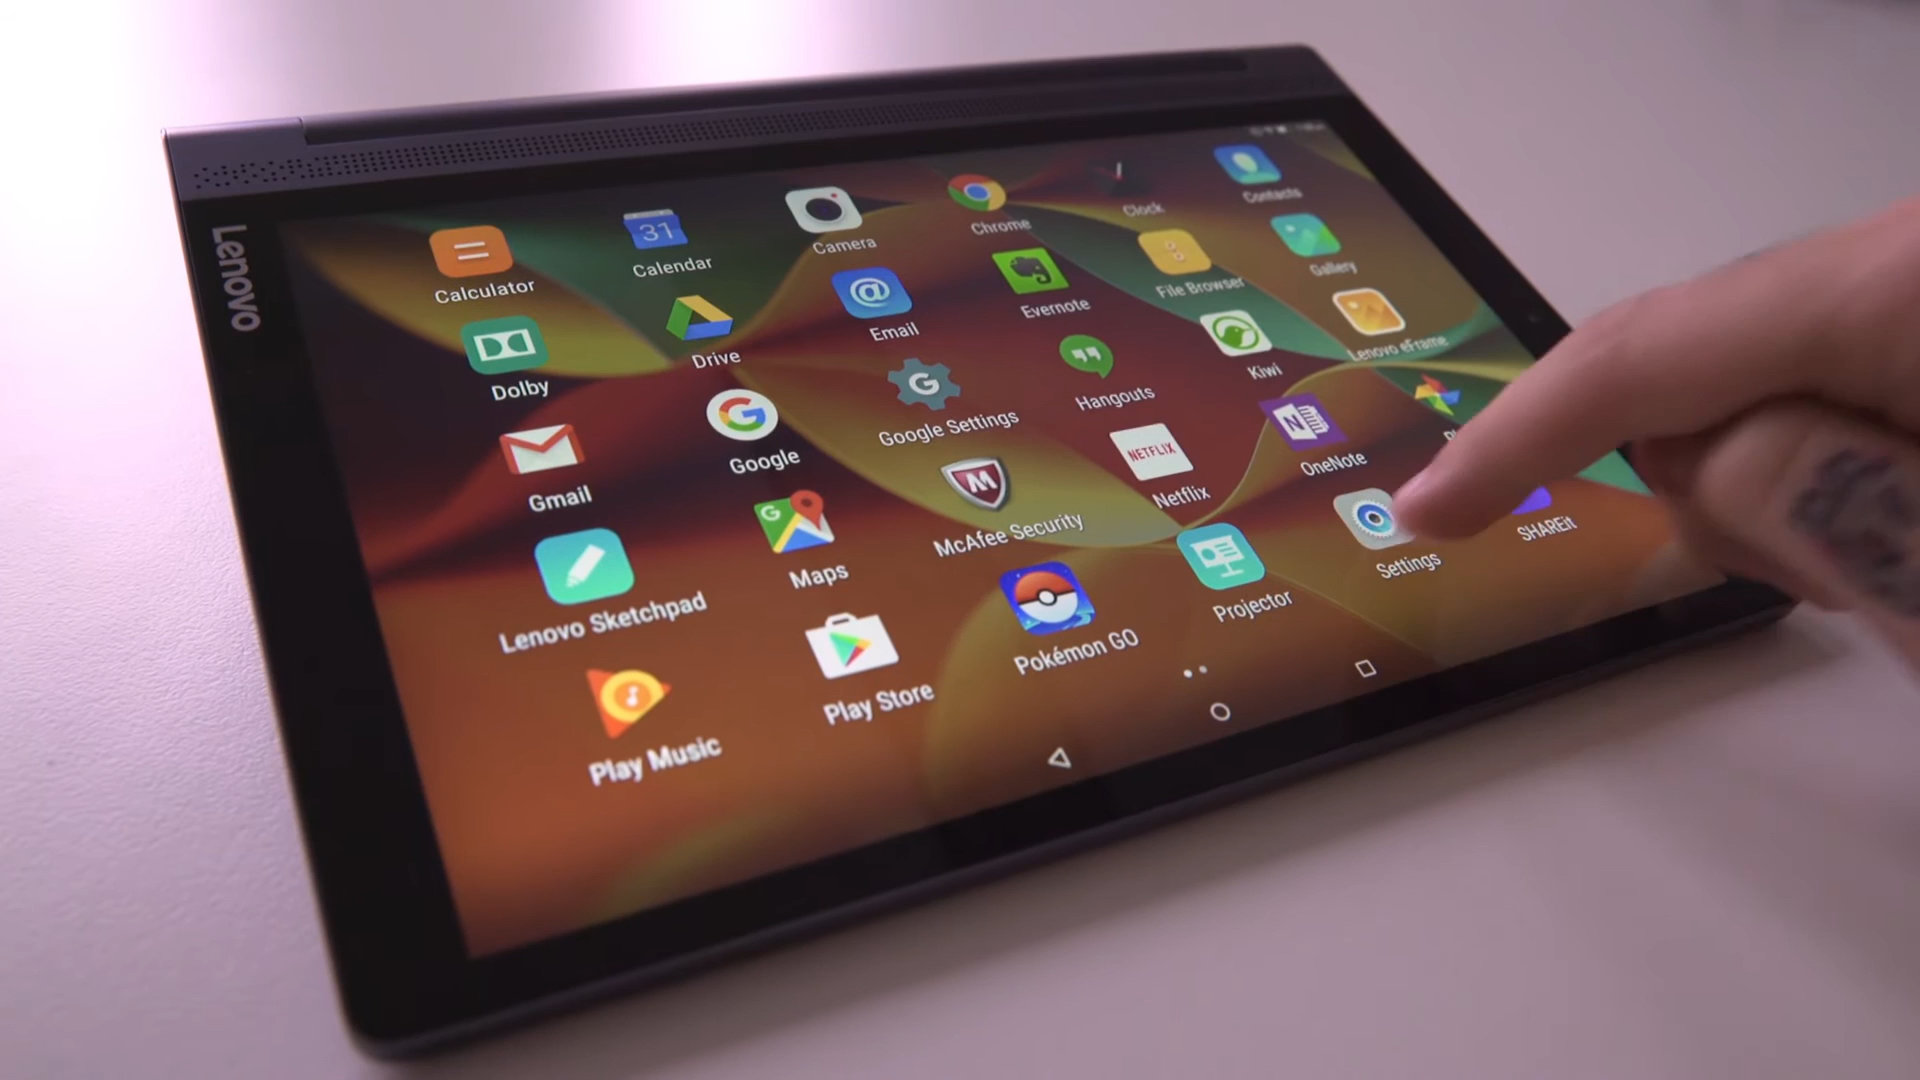 Lenovo
Calculator
31
Calendar
Camera
Chrome
Clock
Contacts
Dolby
Drive
@
Email
Evernote
File Browser
Gallery
Gmail
G
Google
G
Google Settings
Hangouts
Kiwi
Lenovo eFrame
Lenovo Sketchpad
G
Maps
M
McAfee Security
NETFLIX
Netflix
N
OneNote
Play Music
Play Store
Pokémon GO
Projector
Settings
SHAREit